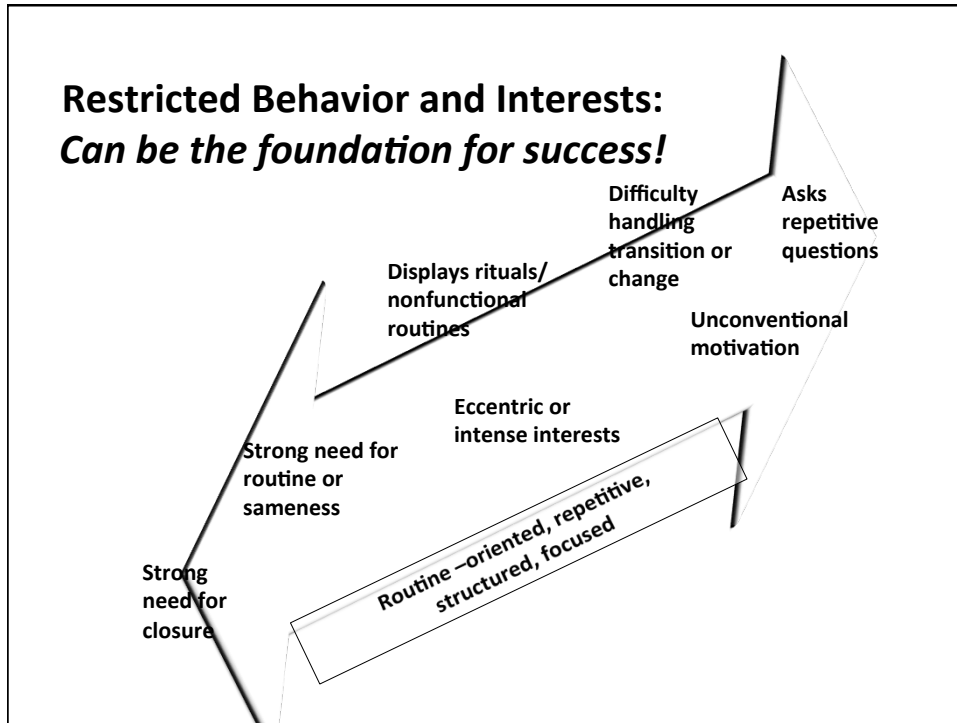 Restricted Behavior and Interests:
Can be the foundation for success!
Difficulty
handling
transition or
change
Asks
repetitive
questions
Displays rituals/
nonfunctional
routines
Unconventional
motivation
Eccentric or
intense interests
Strong need for
routine or
sameness
Routine –oriented, repetitive,
structured, focused
Strong
need for
closure